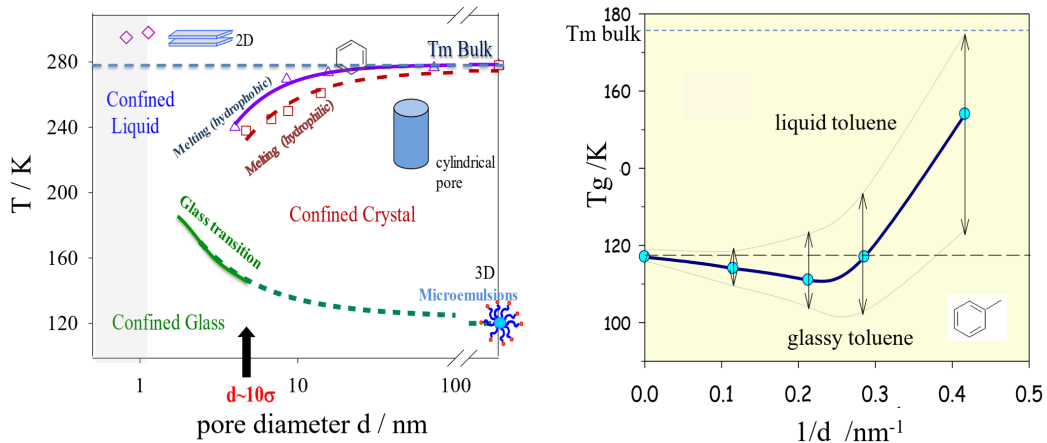 T / K
280
240
200
160
120
1
10
100
pore diameter d / nm
2D
Tm Bulk
Confined
Liquid
Melting (hydrophobic)
Melting (hydrophilic)
cylindrical
pore
Confined Crystal
Glass transition
3D
Microemulsions
Confined Glass
d~10σ
Tg /K
180
Tm bulk
160
0
120
100
liquid toluene
glassy toluene
0.0
0.1
0.2
0.3
0.4
0.5
1/d /nm-1